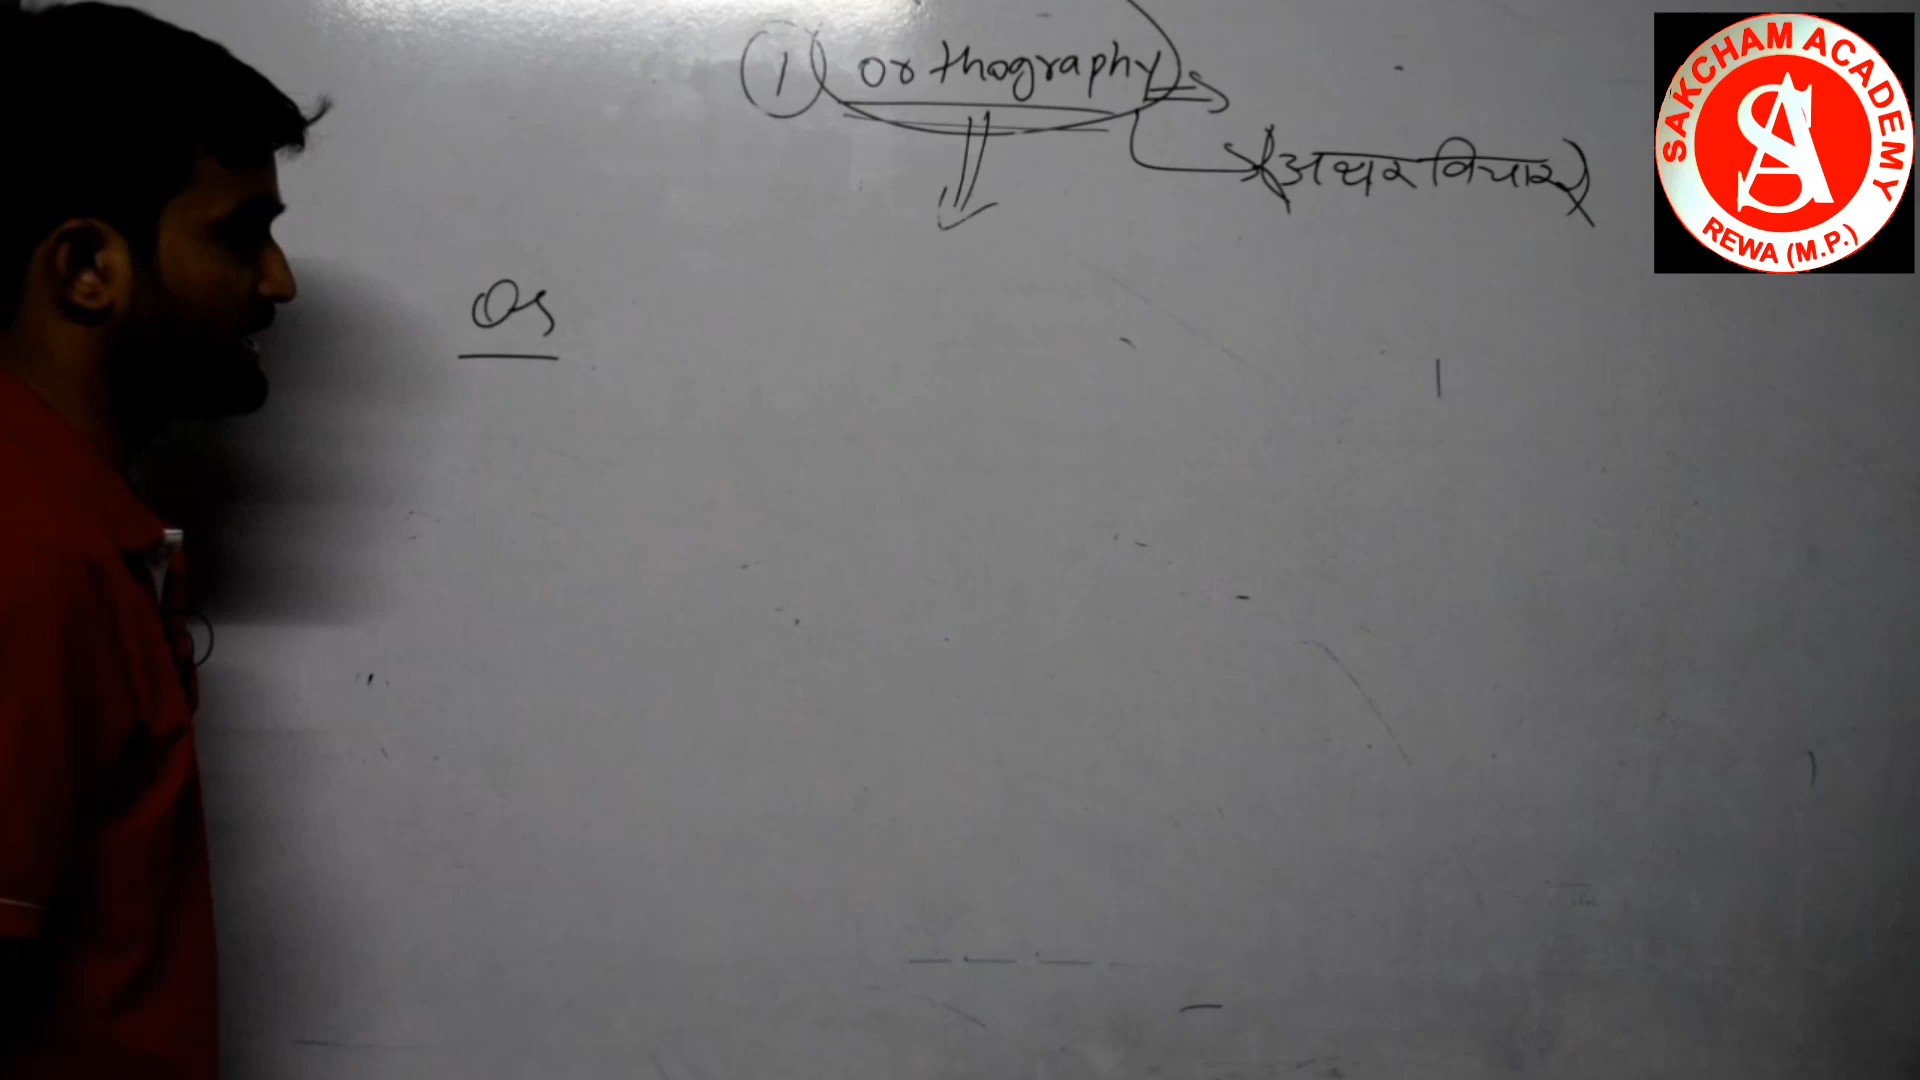 ① orthography ⇒
(अक्षर विचार)
Os
SAKCHAM ACADEMY
SA
REWA (M.P.)